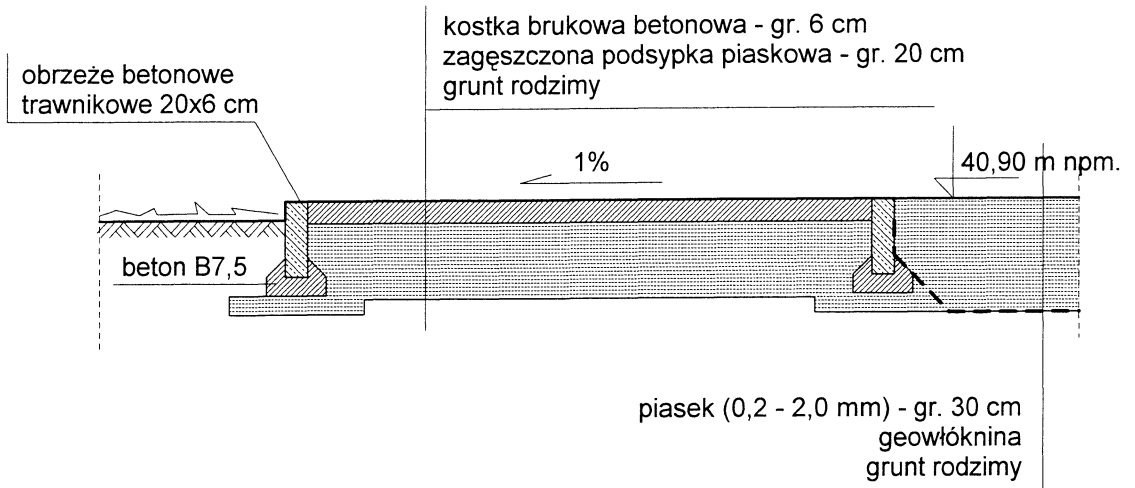 kostka brukowa betonowa - gr. 6 cm
zagęszczona podsypka piaskowa - gr. 20 cm
grunt rodzimy
obrzeże betonowe
trawnikowe 20x6 cm
1%
40,90 m npm.
beton B7,5
piasek (0,2 - 2,0 mm) - gr. 30 cm
geowłóknina
grunt rodzimy